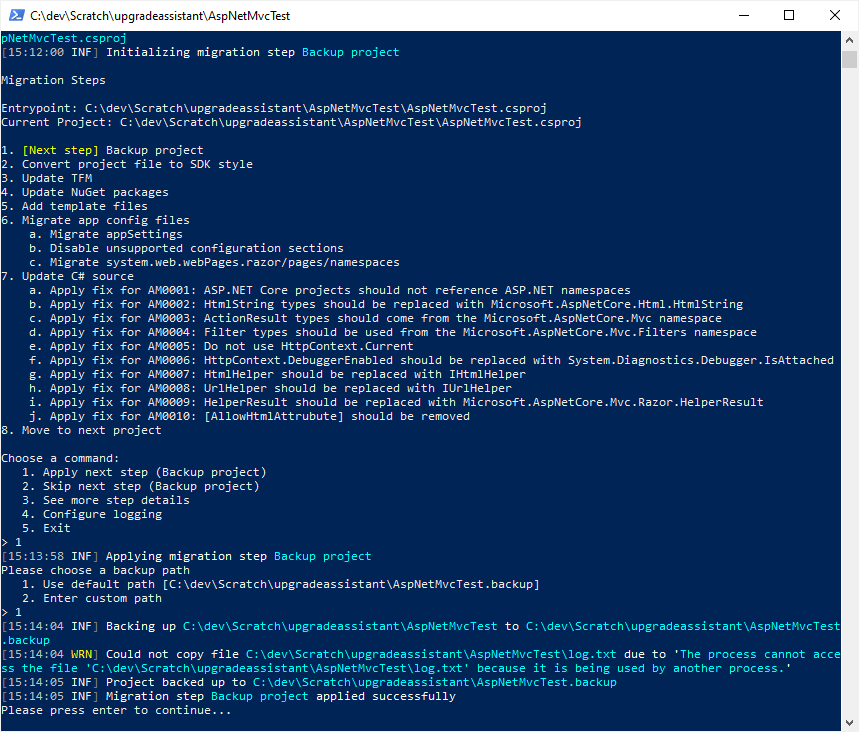 C:\dev\Scratch\upgradeassistant\AspNetMvcTest
pNetMvcTest.csproj
[15:12:00 INF] Initializing migration step Backup project
Migration Steps
Entrypoint: C:\dev\Scratch\upgradeassistant\AspNetMvcTest\AspNetMvcTest.csproj
Current Project: C:\dev\Scratch\upgradeassistant\AspNetMvcTest\AspNetMvcTest.csproj
1. [Next step] Backup project
2. Convert project file to SDK style
3. Update TFM
4. Update NuGet packages
5. Add template files
6. Migrate app config files
a. Migrate appSettings
b. Disable unsupported configuration sections
c. Migrate system.web.webPages.razor/pages/namespaces
7. Update C# source
a. Apply fix for AM0001: ASP.NET Core projects should not reference ASP.NET namespaces
b. Apply fix for AM0002: HtmlString types should be replaced with Microsoft.AspNetCore.Html.HtmlString
c. Apply fix for AM0003: ActionResult types should come from the Microsoft.AspNetCore.Mvc namespace
d. Apply fix for AM0004: Filter types should be used from the Microsoft.AspNetCore.Mvc.Filters namespace
e. Apply fix for AM0005: Do not use HttpContext.Current
f. Apply fix for AM0006: HttpContext.DebuggerEnabled should be replaced with System.Diagnostics.Debugger.IsAttached
g. Apply fix for AM0007: HtmlHelper should be replaced with IHtmlHelper
h. Apply fix for AM0008: UrlHelper should be replaced with IUrlHelper
i. Apply fix for AM0009: HelperResult should be replaced with Microsoft.AspNetCore.Mvc.Razor.HelperResult
j. Apply fix for AM0010: [AllowHtmlAttrubute] should be removed
8. Move to next project
Choose a command:
1. Apply next step (Backup project)
2. Skip next step (Backup project)
3. See more step details
4. Configure logging
5. Exit
> 1
[15:13:58 INF] Applying migration step Backup project
Please choose a backup path
1. Use default path [C:\dev\Scratch\upgradeassistant\AspNetMvcTest.backup]
2. Enter custom path
> 1
[15:14:04 INF] Backing up C:\dev\Scratch\upgradeassistant\AspNetMvcTest to C:\dev\Scratch\upgradeassistant\AspNetMvcTest
.backup
[15:14:04 WRN] Could not copy file C:\dev\Scratch\upgradeassistant\AspNetMvcTest\log.txt due to 'The process cannot acce
ss the file 'C:\dev\Scratch\upgradeassistant\AspNetMvcTest\log.txt' because it is being used by another process.'
[15:14:05 INF] Project backed up to C:\dev\Scratch\upgradeassistant\AspNetMvcTest.backup
[15:14:05 INF] Migration step Backup project applied successfully
Please press enter to continue...